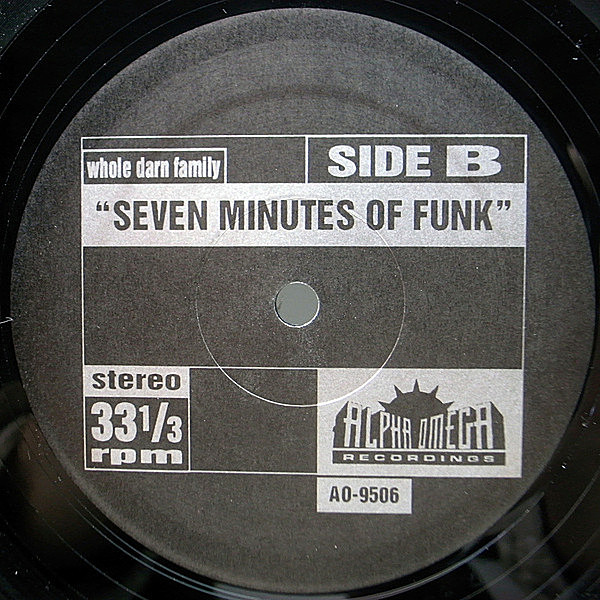 whole darn family
SIDE B
“SEVEN MINUTES OF FUNK”
stereo
33 1/3
rpm
ALPHA OMEGA
RECORDINGS
AO-9506